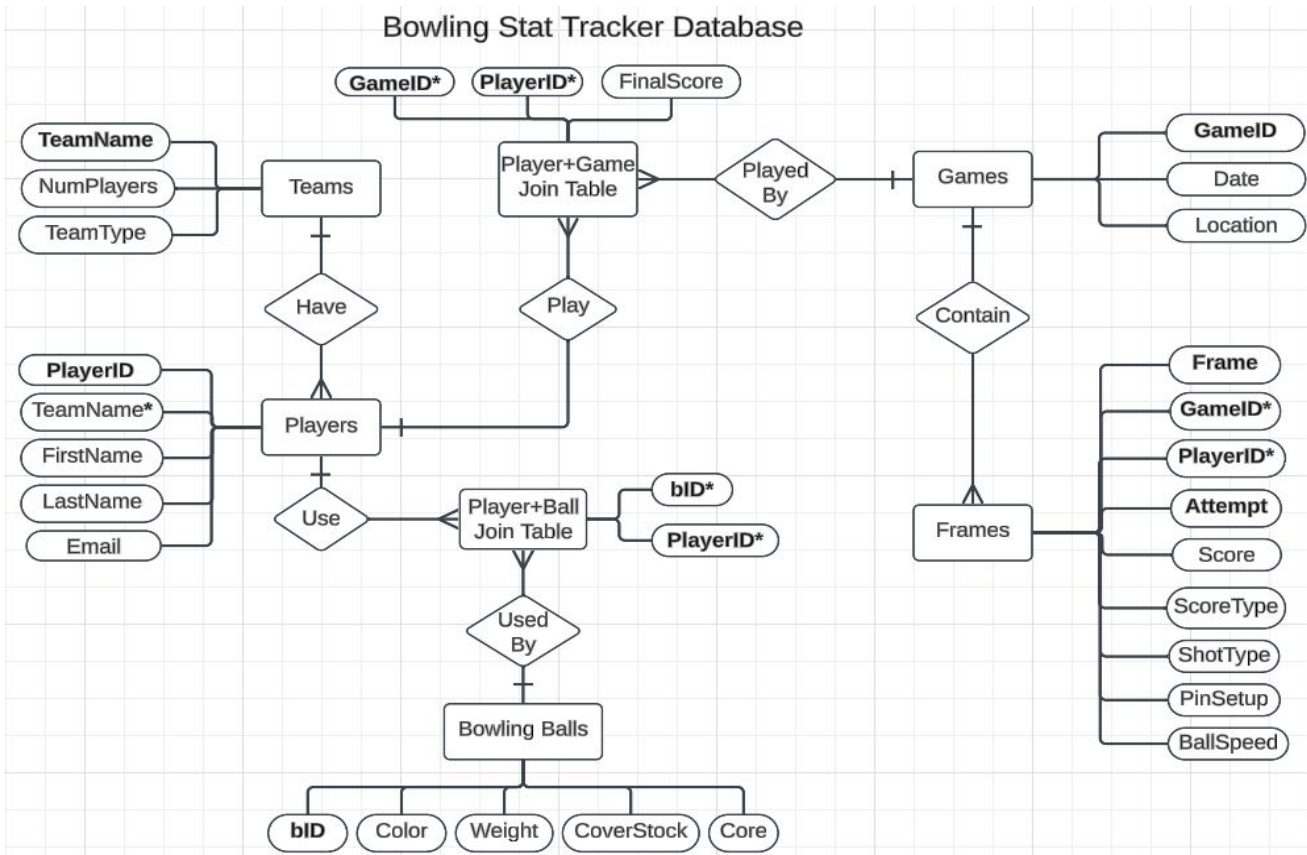 Bowling Stat Tracker Database
GameID*
PlayerID*
FinalScore
TeamName
NumPlayers
TeamType
Teams
Player+Game
Join Table
Played
By
Games
GameID
Date
Location
Have
Play
Contain
PlayerID
TeamName*
FirstName
LastName
Email
Players
Use
Player+Ball
Join Table
bID*
PlayerID*
Frames
Frame
GameID*
PlayerID*
Attempt
Score
ScoreType
ShotType
PinSetup
BallSpeed
Used
By
Bowling Balls
bID
Color
Weight
CoverStock
Core